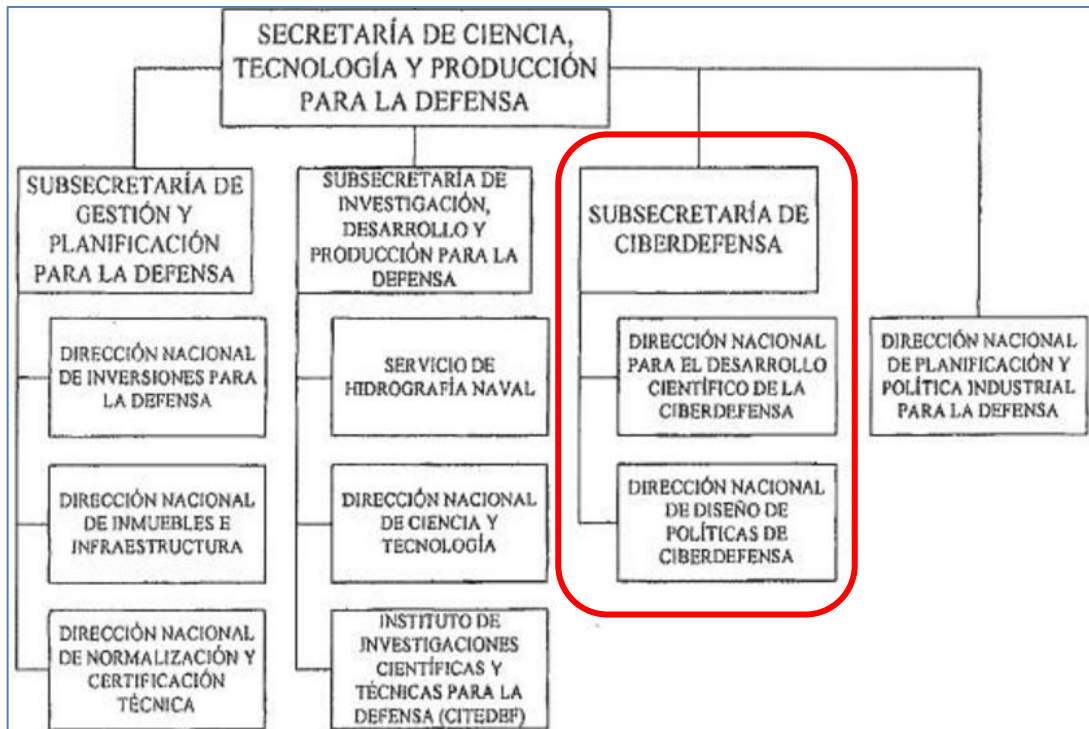 SECRETARÍA DE CIENCIA,
TECNOLOGÍA Y PRODUCCIÓN
PARA LA DEFENSA
SUBSECRETARÍA DE
GESTIÓN Y
PLANIFICACIÓN
PARA LA DEFENSA
DIRECCIÓN NACIONAL
DE INVERSIONES PARA
LA DEFENSA
DIRECCIÓN NACIONAL
DE INMUEBLES E
INFRAESTRUCTURA
DIRECCIÓN NACIONAL
DE NORMALIZACIÓN Y
CERTIFICACIÓN
TÉCNICA
SUBSECRETARÍA DE
INVESTIGACIÓN,
DESARROLLO Y
PRODUCCIÓN PARA LA
DEFENSA
SERVICIO DE
HIDROGRAFÍA NAVAL
DIRECCIÓN NACIONAL
DE CIENCIA Y
TECNOLOGÍA
INSTITUTO DE
INVESTIGACIONES
CIENTÍFICAS Y
TÉCNICAS PARA LA
DEFENSA (CITEDEF)
SUBSECRETARÍA DE
CIBERDEFENSA
DIRECCIÓN NACIONAL
PARA EL DESARROLLO
CIENTÍFICO DE LA
CIBERDEFENSA
DIRECCIÓN NACIONAL
DE DISEÑO DE
POLÍTICAS DE
CIBERDEFENSA
DIRECCIÓN NACIONAL
DE PLANIFICACIÓN Y
POLÍTICA INDUSTRIAL
PARA LA DEFENSA